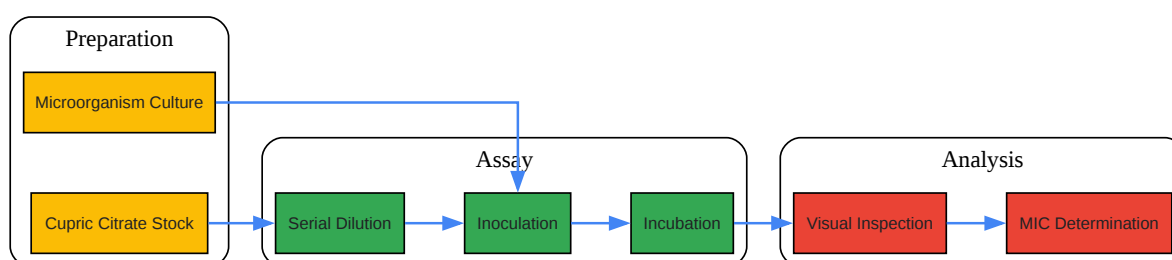 Preparation
Microorganism Culture
Cupric Citrate Stock
Assay
Serial Dilution
Inoculation
Incubation
Analysis
Visual Inspection
MIC Determination